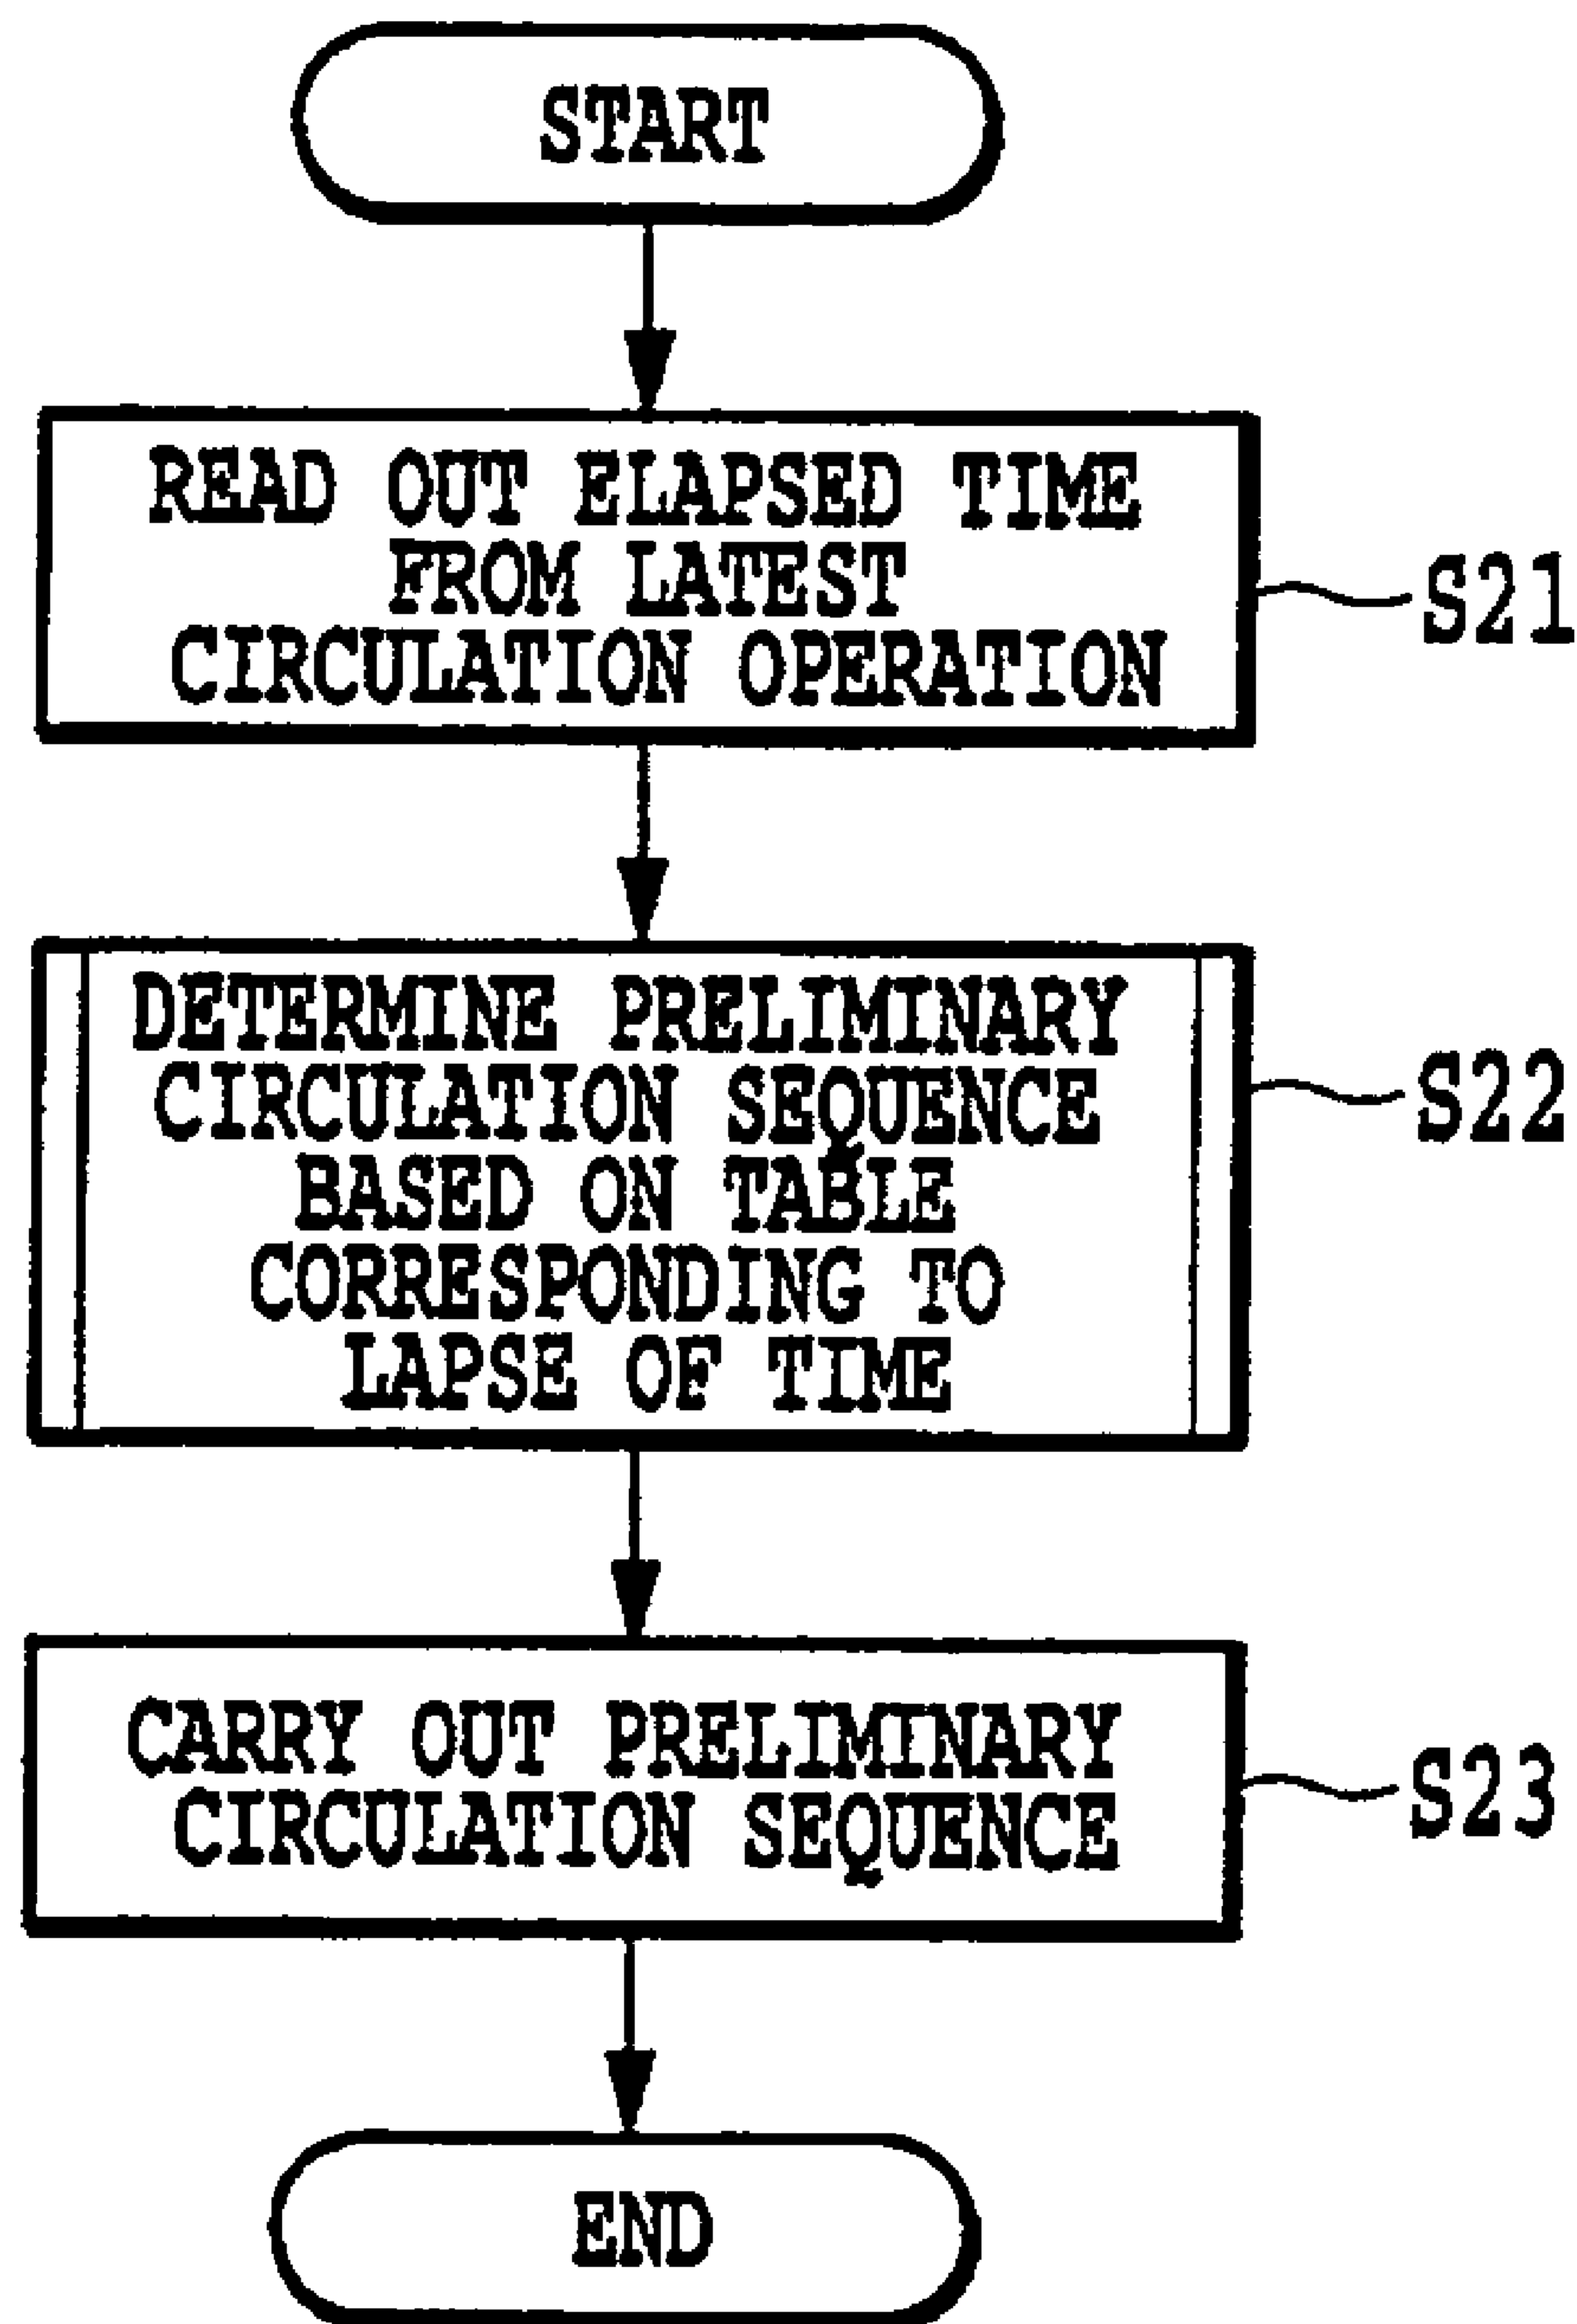 START
READ OUT ELAPSED TIME
FROM LATEST
CIRCULATION OPERATION
S21
DETERMINE PRELIMINARY
CIRCULATION SEQUENCE
BASED ON TABLE
CORRESPONDING TO
LAPSE OF TIME
S22
CARRY OUT PRELIMINARY
CIRCULATION SEQUENCE
S23
END